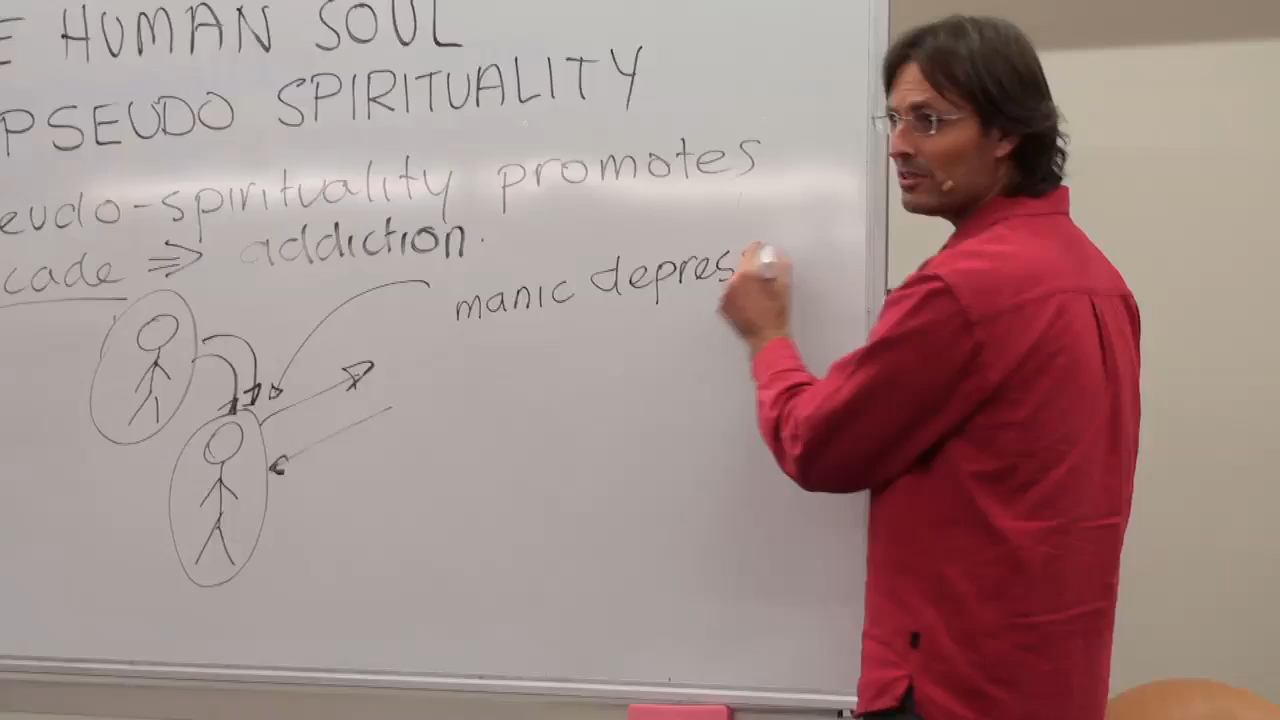 E HUMAN SOUL
PSEUDO SPIRITUALITY
eudo-spirituality promotes
cade ⇒ addiction.
manic depres